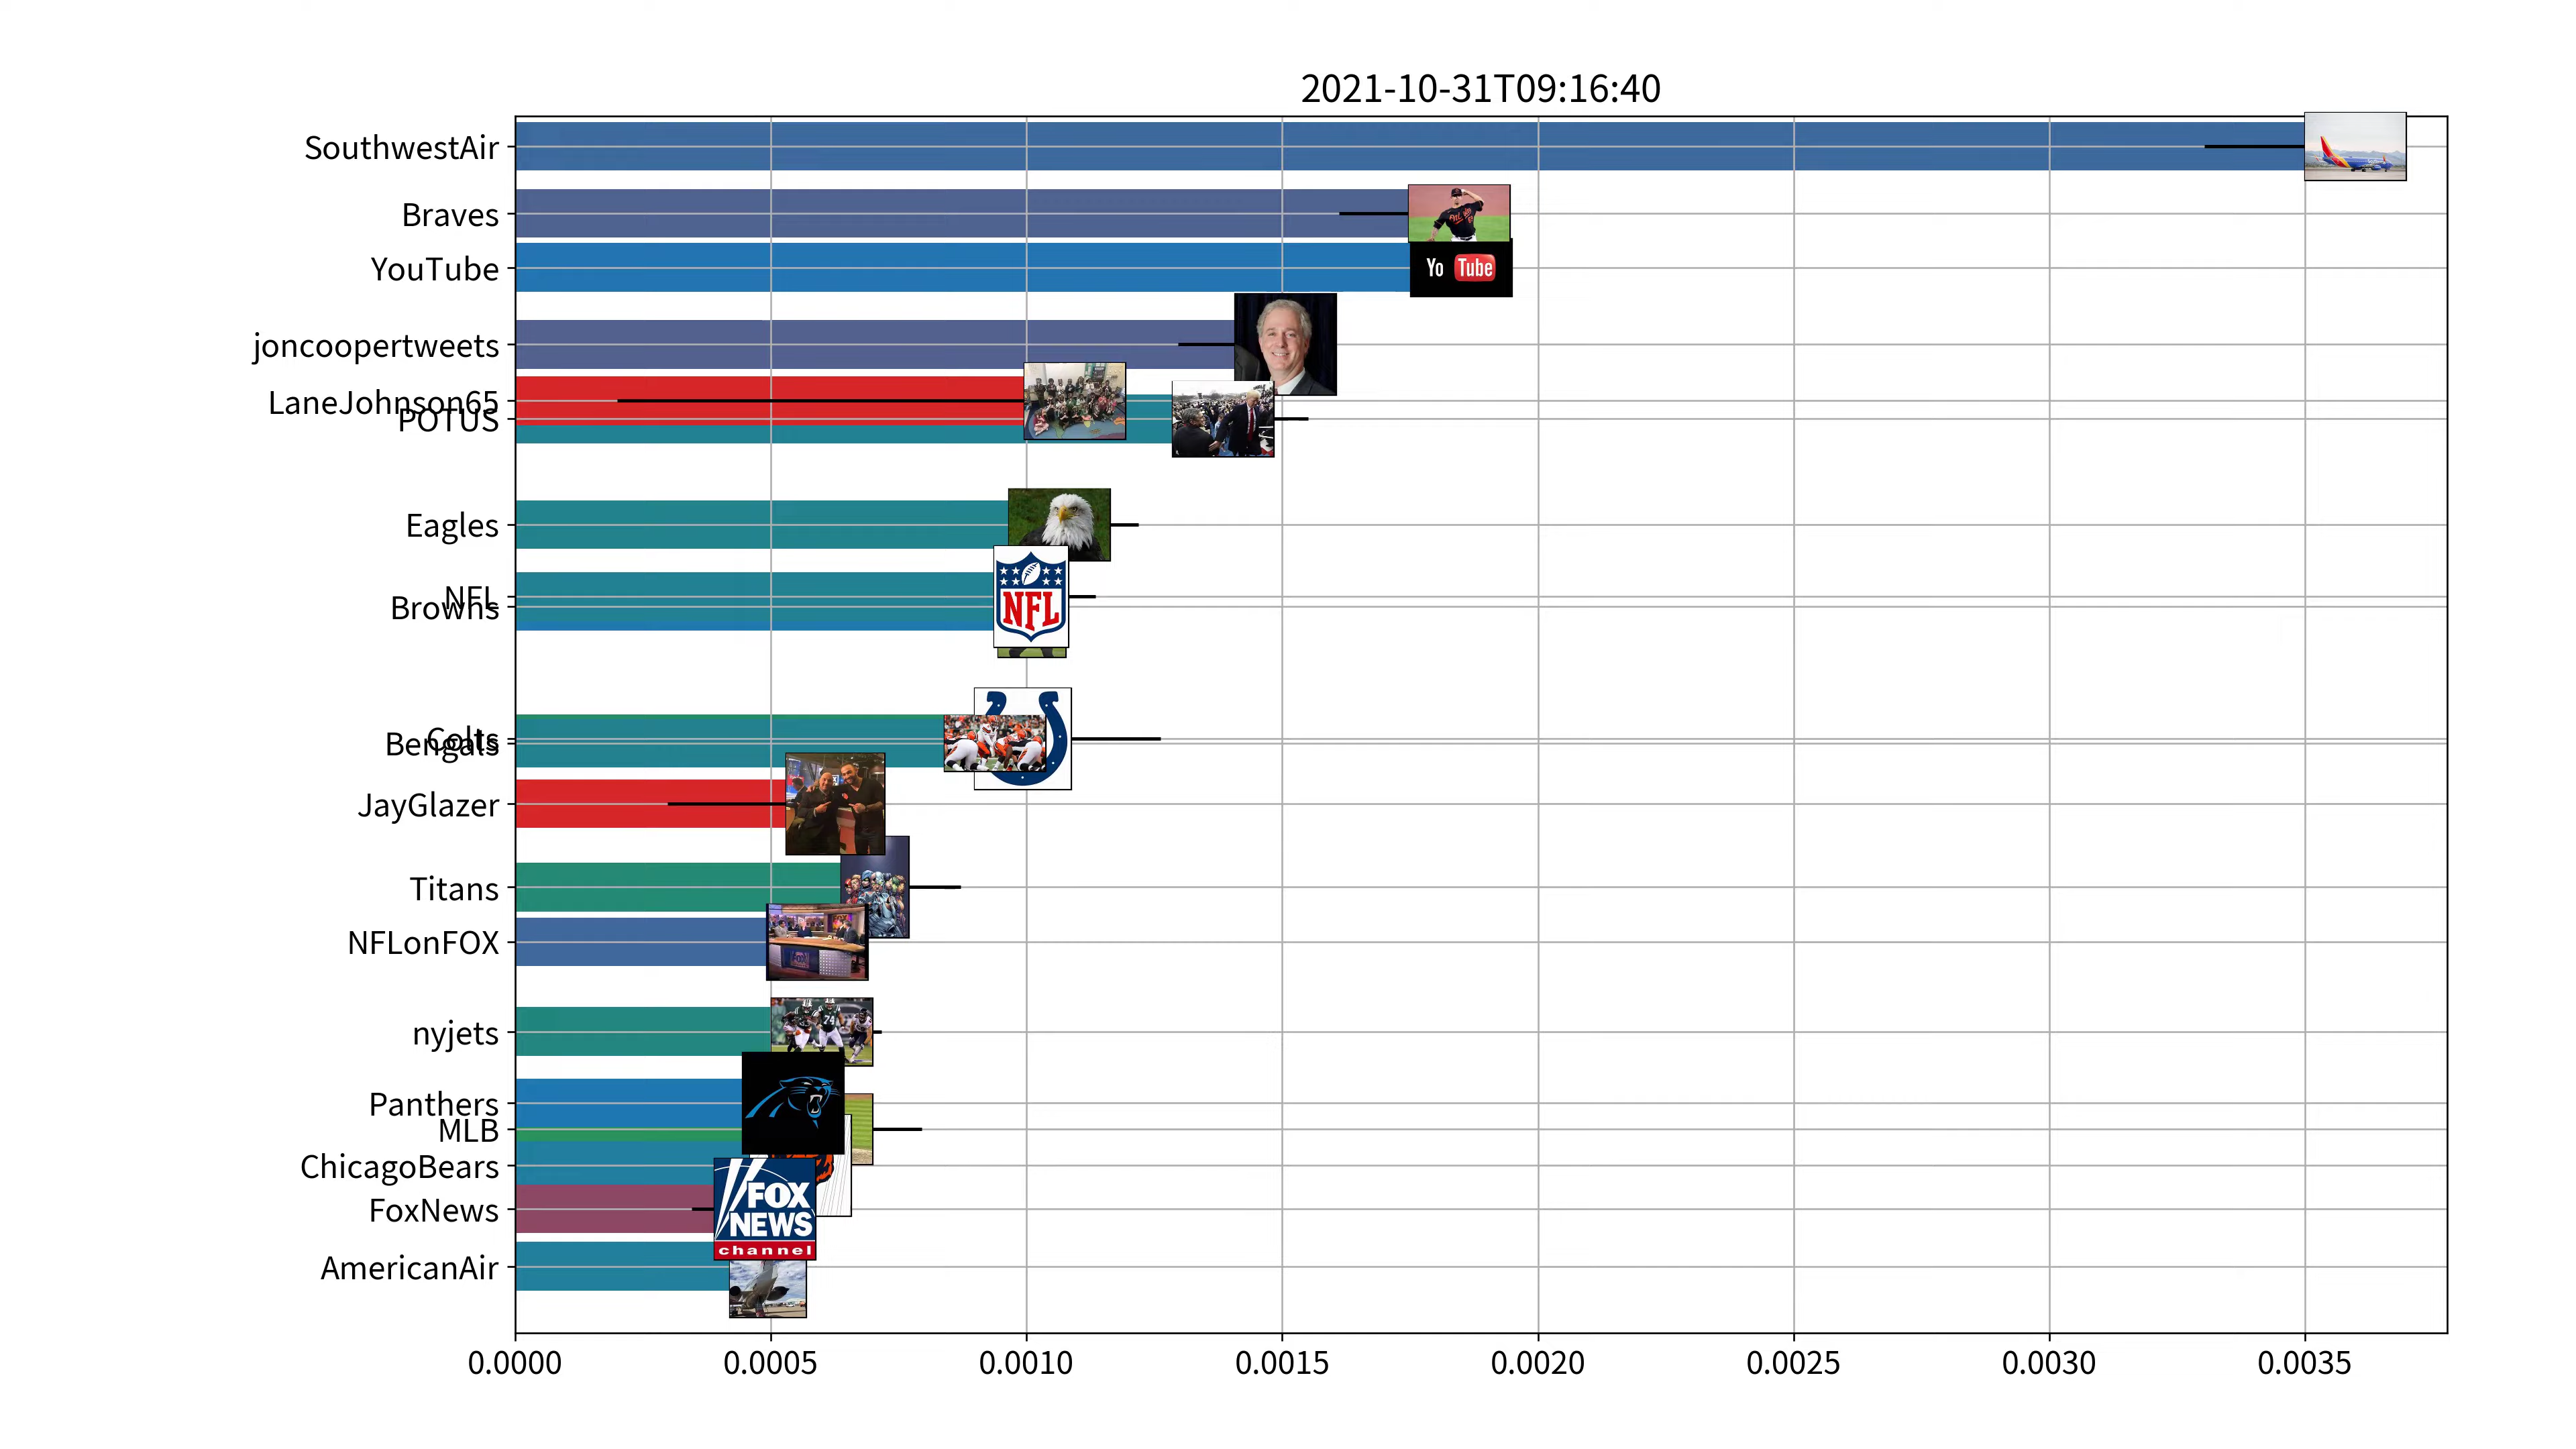 2021-10-31T09:16:40
SouthwestAir
Braves
YouTube
Yo Tube
joncoopertweets
LaneJohnson65
POTUS
Eagles
NFL
NFL
Browns
Colts
Bengals
JayGlazer
Titans
NFLonFOX
nyjets
74
Panthers
MLB
ChicagoBears
FoxNews
FOX
NEWS
channel
AmericanAir
0.0000 0.0005 0.0010 0.0015 0.0020 0.0025 0.0030 0.0035